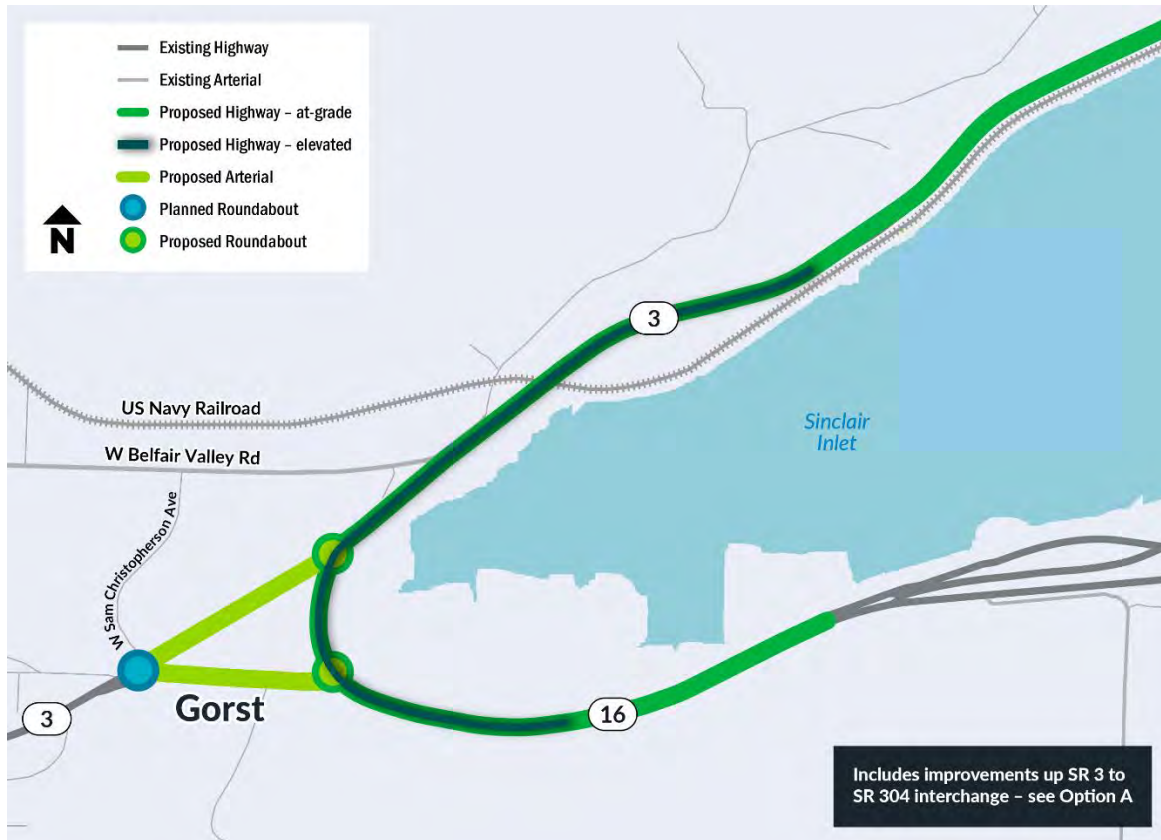 Existing Highway
Existing Arterial
Proposed Highway – at-grade
Proposed Highway – elevated
Proposed Arterial
Planned Roundabout
Proposed Roundabout
N
3
US Navy Railroad
W Belfair Valley Rd
Sinclair
Inlet
W Sam Christopherson Ave
Gorst
3
16
Includes improvements up SR 3 to
SR 304 interchange – see Option A